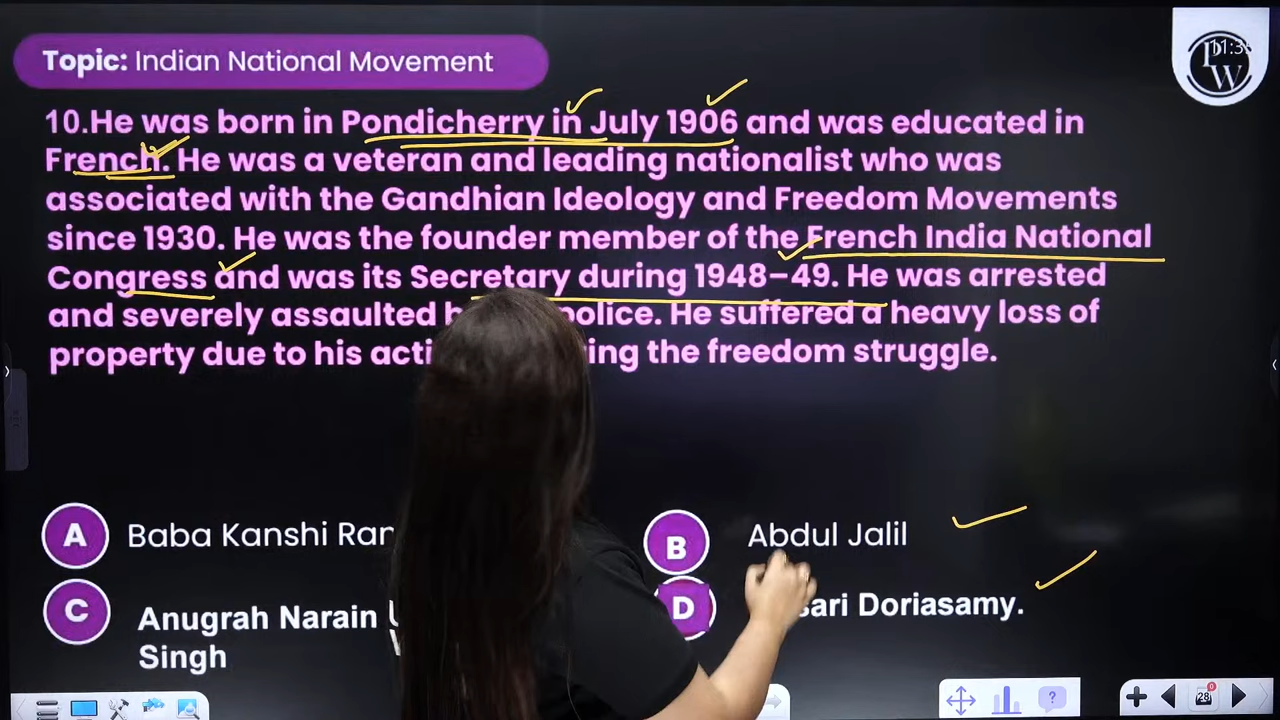 Topic: Indian National Movement
11:3
PW
10.He was born in Pondicherry in July 1906 and was educated in
French. He was a veteran and leading nationalist who was
associated with the Gandhian Ideology and Freedom Movements
since 1930. He was the founder member of the French India National
Congress and was its Secretary during 1948–49. He was arrested
and severely assaulted police. He suffered a heavy loss of
property due to his the freedom struggle.
A Baba Kanshi
B Abdul Jalil
C Anugrah Narain
Singh
D Doriasamy.
28